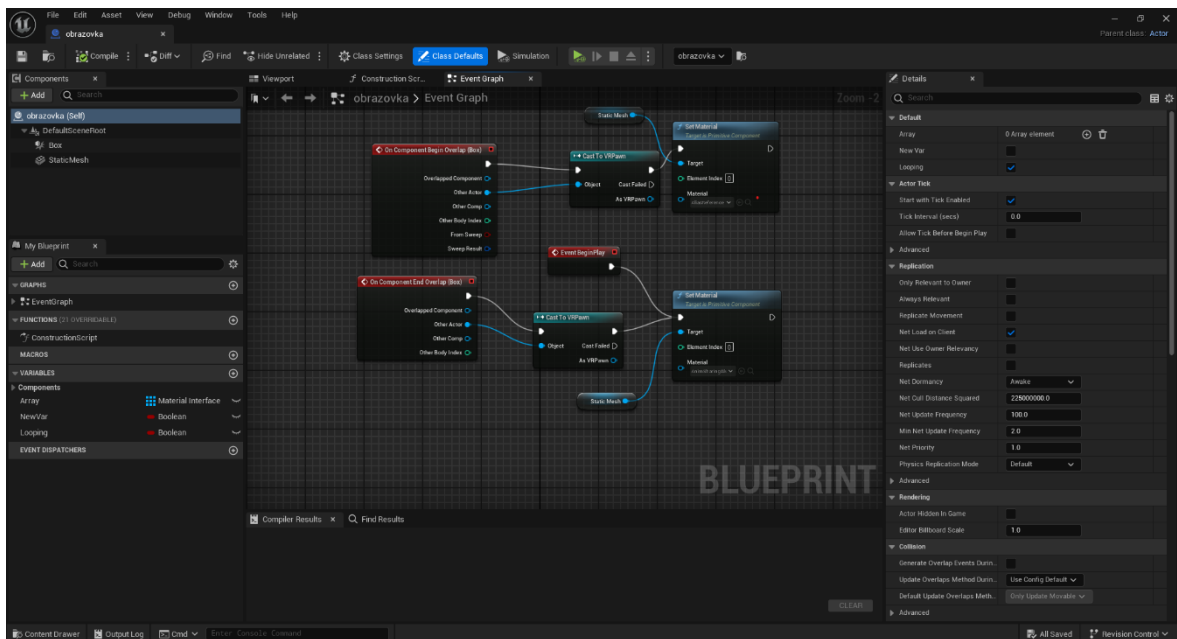 File Edit Asset View Debug Window Tools Help
obrazovka ×
Parent class: Actor
Compile Diff Find Hide Unrelated Class Settings Class Defaults Simulation obrazovka
Components ×
+ Add Search
obrazovka (Self)
DefaultSceneRoot
Box
StaticMesh
My Blueprint ×
+ Add Search
GRAPHS
EventGraph
FUNCTIONS (21 OVERRIDABLE)
ConstructionScript
MACROS
VARIABLES
Components
Array Material Interface
NewVar Boolean
Looping Boolean
EVENT DISPATCHERS
Viewport Construction Scr... Event Graph ×
obrazovka > Event Graph Zoom -2
Static Mesh
Set Material
Target is Primitive Component
Target
Element Index 0
Material
On Component Begin Overlap (Box)
Overlapped Component
Other Actor
Other Comp
Other Body Index
From Sweep
Sweep Result
Cast To VRPawn
Object Cast Failed
As VRPawn
Event BeginPlay
On Component End Overlap (Box)
Overlapped Component
Other Actor
Other Comp
Other Body Index
Cast To VRPawn
Object Cast Failed
As VRPawn
Set Material
Target is Primitive Component
Target
Element Index 0
Material
Static Mesh
BLUEPRINT
Compiler Results × Find Results
CLEAR
Details ×
Search
Default
Array 0 Array element
New Var
Looping
Actor Tick
Start with Tick Enabled
Tick Interval (secs) 0.0
Allow Tick Before Begin Play
Advanced
Replication
Only Relevant to Owner
Always Relevant
Replicate Movement
Net Load on Client
Net Use Owner Relevancy
Replicates
Net Dormancy Awake
Net Cull Distance Squared 225000000.0
Net Update Frequency 100.0
Min Net Update Frequency 2.0
Net Priority 1.0
Physics Replication Mode Default
Advanced
Rendering
Actor Hidden In Game
Editor Billboard Scale 1.0
Collision
Generate Overlap Events Durin..
Update Overlaps Method Durin.. Use Config Default
Default Update Overlaps Meth.. Only Update Movable
Advanced
Content Drawer Output Log Cmd Enter Console Command All Saved Revision Control